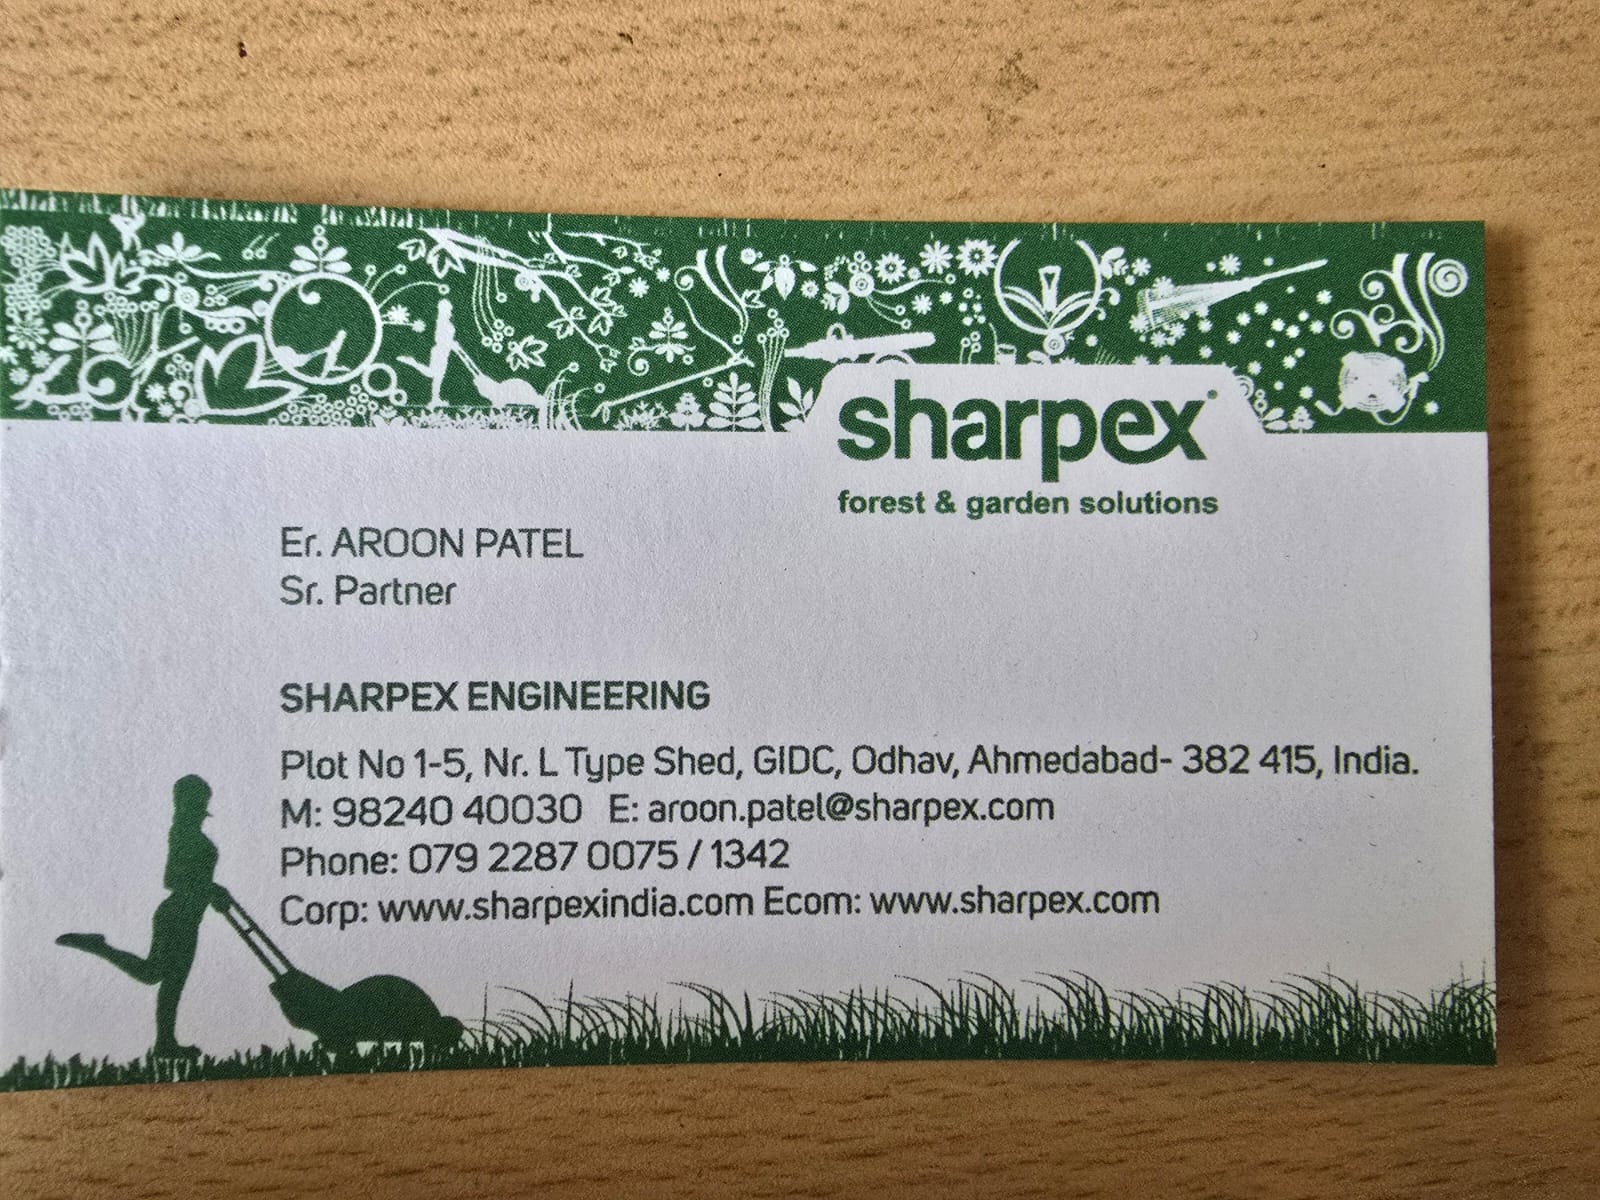 sharpex
forest & garden solutions
Er. AROON PATEL
Sr. Partner
SHARPEX ENGINEERING
Plot No 1-5, Nr. L Type Shed, GIDC, Odhav, Ahmedabad- 382 415, India.
M: 98240 40030 E: aroon.patel@sharpex.com
Phone: 079 2287 0075 / 1342
Corp: www.sharpexindia.com Ecom: www.sharpex.com